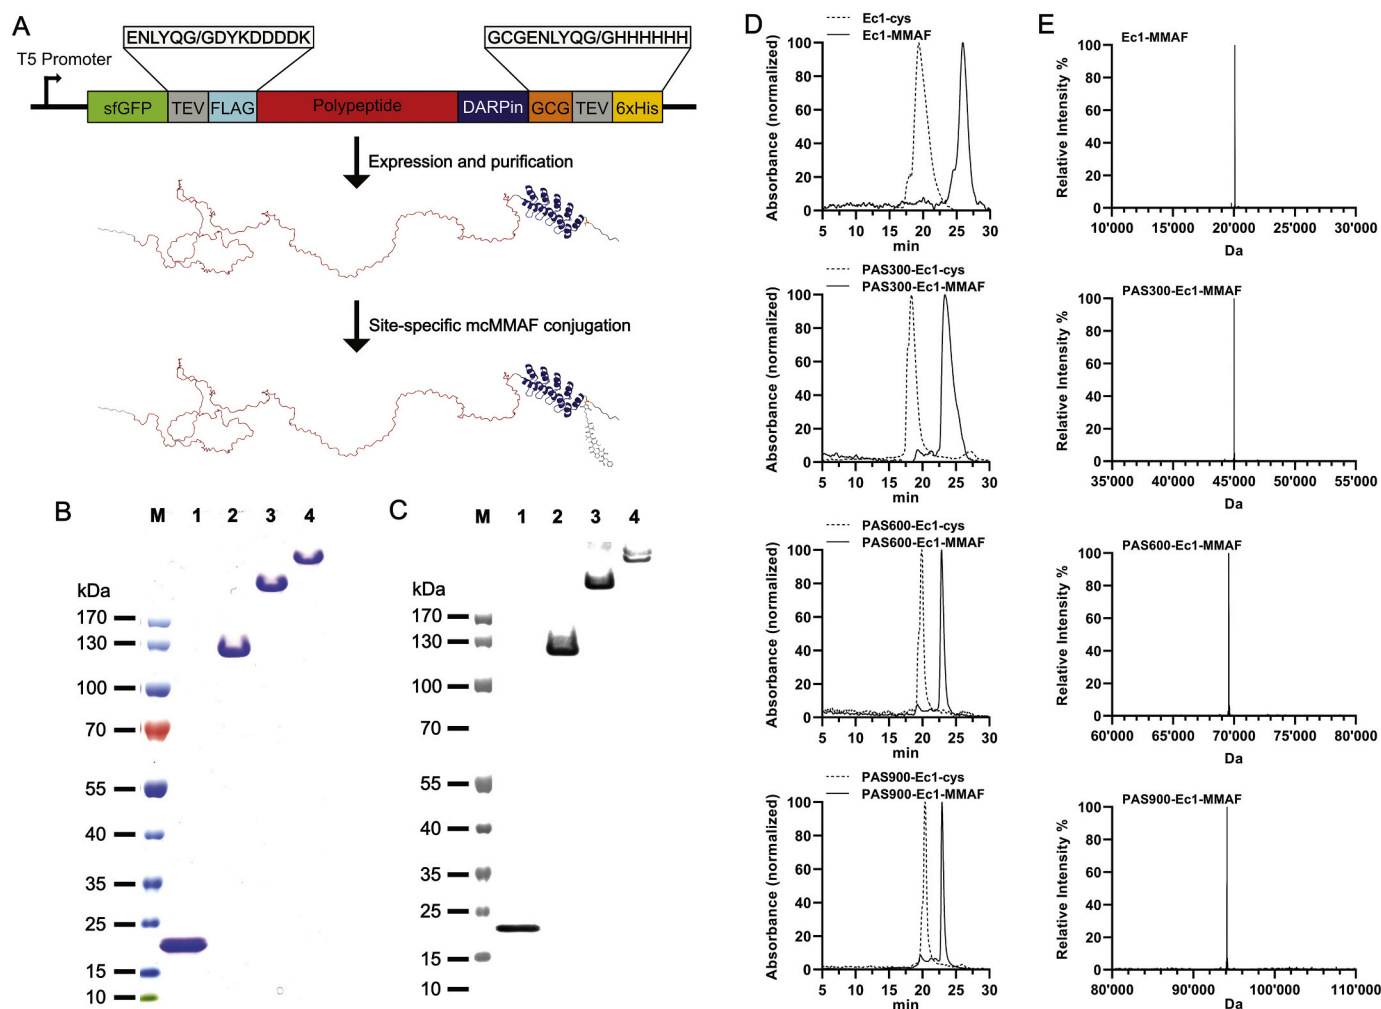 A
ENLYQG/GDYKDDDDK
GCGENLYQG/GHHHHHH
T5 Promoter
sfGFP TEV FLAG Polypeptide DARPin GCG TEV 6xHis
Expression and purification
Site-specific mcMMAF conjugation
B
M 1 2 3 4
kDa
170
130
100
70
55
40
35
25
15
10
C
M 1 2 3 4
kDa
170
130
100
70
55
40
35
25
15
10
D
Ec1-cys
Ec1-MMAF
Absorbance (normalized)
100
80
60
40
20
0
5 10 15 20 25 30
min
PAS300-Ec1-cys
PAS300-Ec1-MMAF
Absorbance (normalized)
100
80
60
40
20
0
5 10 15 20 25 30
min
PAS600-Ec1-cys
PAS600-Ec1-MMAF
Absorbance (normalized)
100
80
60
40
20
0
5 10 15 20 25 30
min
PAS900-Ec1-cys
PAS900-Ec1-MMAF
Absorbance (normalized)
100
80
60
40
20
0
5 10 15 20 25 30
min
E
Ec1-MMAF
Relative Intensity %
100
80
60
40
20
0
10'000 15'000 20'000 25'000 30'000
Da
PAS300-Ec1-MMAF
Relative Intensity %
100
80
60
40
20
0
35'000 40'000 45'000 50'000 55'000
Da
PAS600-Ec1-MMAF
Relative Intensity %
100
80
60
40
20
0
60'000 65'000 70'000 75'000 80'000
Da
PAS900-Ec1-MMAF
Relative Intensity %
100
80
60
40
20
0
80'000 90'000 100'000 110'000
Da